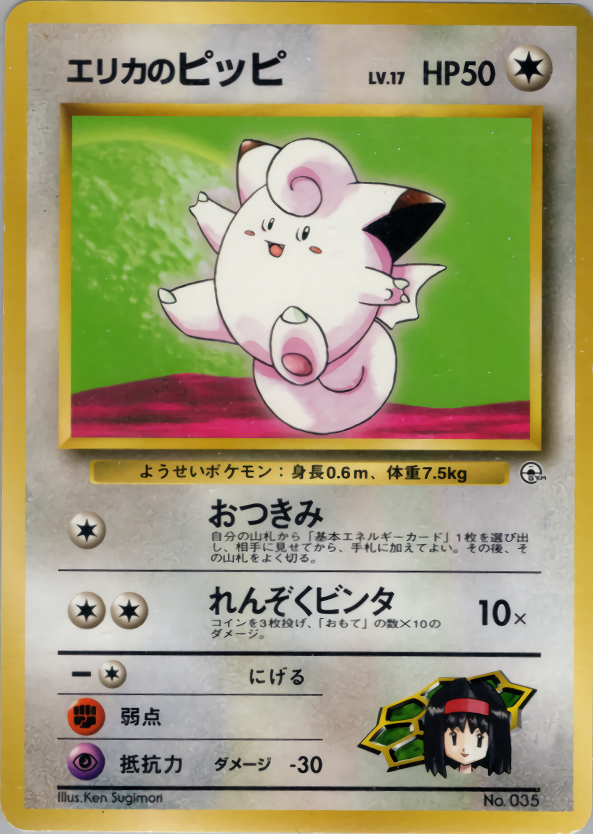 エリカのピッピ LV.17 HP50
ようせいポケモン：身長0.6m、体重7.5kg
おつきみ
自分の山札から「基本エネルギーカード」1枚を選び出
し、相手に見せてから、手札に加えてよい。その後、そ
の山札をよく切る。
れんぞくビンタ 10×
コインを3枚投げ、「おもて」の数×10の
ダメージ。
にげる
弱点
抵抗力 ダメージ -30
Illus.Ken Sugimori No. 035